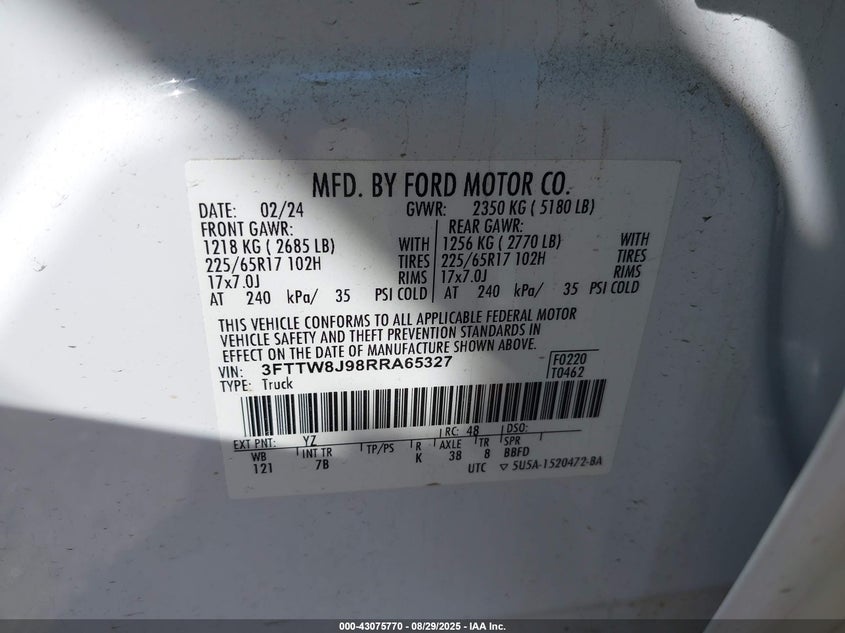 MFD. BY FORD MOTOR CO.
DATE: 02/24 GVWR: 2350 KG ( 5180 LB)
FRONT GAWR: REAR GAWR:
1218 KG ( 2685 LB) WITH 1256 KG ( 2770 LB) WITH
225/65R17 102H TIRES 225/65R17 102H TIRES
17x7.0J RIMS 17x7.0J RIMS
AT 240 kPa/ 35 PSI COLD AT 240 kPa/ 35 PSI COLD
THIS VEHICLE CONFORMS TO ALL APPLICABLE FEDERAL MOTOR
VEHICLE SAFETY AND THEFT PREVENTION STANDARDS IN
EFFECT ON THE DATE OF MANUFACTURE SHOWN ABOVE.
VIN: 3FTTW8J98RRA65327 F0220
TYPE: Truck T0462
RC: 48 DSO:
EXT PNT: YZ
WB INT TR TP/PS R AXLE TR SPR
121 7B K 38 8 BBFD
UTC ▽ 5U5A-1520472-BA
000-43075770 - 08/29/2025 - IAA Inc.